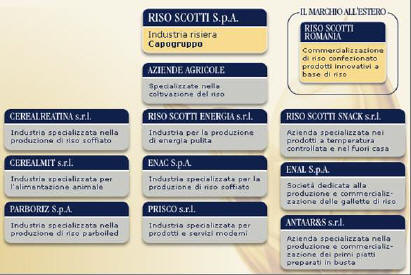 RISO SCOTTI S.p.A.
Industria risiera
Capogruppo
IL MARCHIO ALL'ESTERO
RISO SCOTTI
ROMANIA
Commercializzazione
di riso confezionato
prodotti innovativi a
base di riso
AZIENDE AGRICOLE
Specializzate nella
coltivazione del riso
CEREALREATINA s.r.l.
Industria specializzata nella
produzione di riso soffiato
RISO SCOTTI ENERGIA s.r.l.
Industria per la produzione
di energia pulita
RISO SCOTTI SNACK s.r.l.
Azienda specializzata nei
prodotti a temperatura
controllata e nel fuori casa
CEREALMIT s.r.l.
Industria specializzata per
l'alimentazione animale
ENAC S.p.A.
Industria specializzata per la
produzione di riso soffiato
ENAL S.p.A.
Società dedicata alla
produzione e commercializ-
zazione delle gallette di riso
PARBORIZ S.p.A.
Industria specializzata nella
produzione di riso parboiled
PRISCO s.r.l.
Industria specializzata per
prodotti e servizi moderni
ANTAAR&S s.r.l.
Azienda specializzata nella
produzione e commercializ-
zazione dei primi piatti
preparati in busta